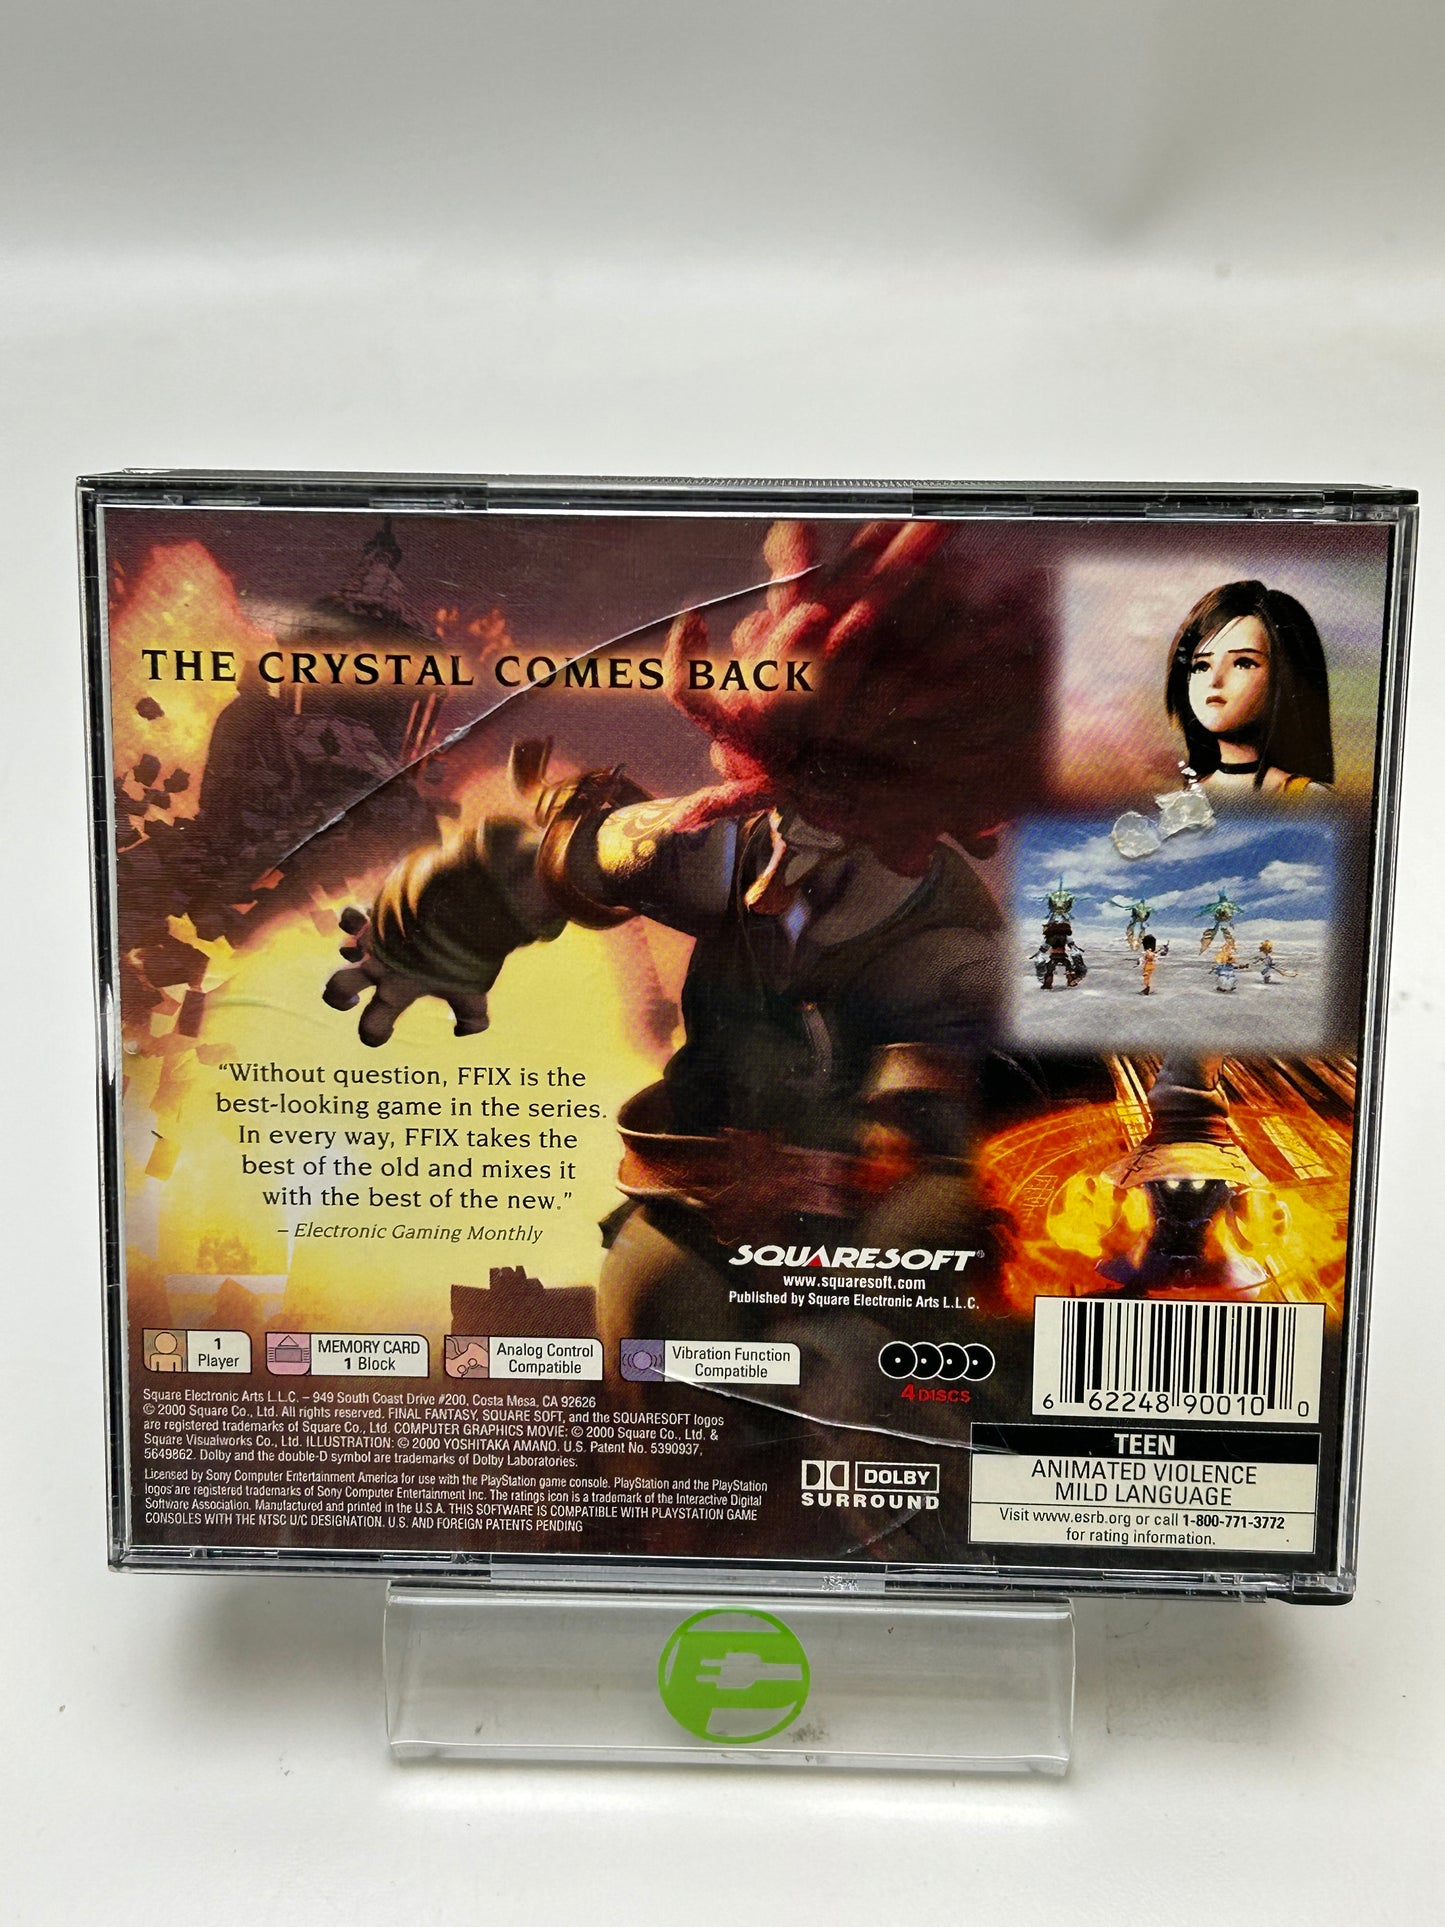 THE CRYSTAL COMES BACK
“Without question, FFIX is the
best-looking game in the series.
In every way, FFIX takes the
best of the old and mixes it
with the best of the new.”
– Electronic Gaming Monthly
SQUARESOFT®
www.squaresoft.com
Published by Square Electronic Arts L.L.C.
1
Player
MEMORY CARD
1 Block
Analog Control
Compatible
Vibration Function
Compatible
4 DISCS
6 62248 90010 0
Square Electronic Arts L.L.C. – 949 South Coast Drive #200, Costa Mesa, CA 92626
© 2000 Square Co., Ltd. All rights reserved. FINAL FANTASY, SQUARE SOFT, and the SQUARESOFT logos
are registered trademarks of Square Co., Ltd. COMPUTER GRAPHICS MOVIE: © 2000 Square Co., Ltd. &
Square Visualworks Co., Ltd. ILLUSTRATION: © 2000 YOSHITAKA AMANO. U.S. Patent No. 5390937,
5649862. Dolby and the double-D symbol are trademarks of Dolby Laboratories.
Licensed by Sony Computer Entertainment America for use with the PlayStation game console. PlayStation and the PlayStation
logos are registered trademarks of Sony Computer Entertainment Inc. The ratings icon is a trademark of the Interactive Digital
Software Association. Manufactured and printed in the U.S.A. THIS SOFTWARE IS COMPATIBLE WITH PLAYSTATION GAME
CONSOLES WITH THE NTSC U/C DESIGNATION. U.S. AND FOREIGN PATENTS PENDING
DOLBY
SURROUND
TEEN
ANIMATED VIOLENCE
MILD LANGUAGE
Visit www.esrb.org or call 1-800-771-3772
for rating information.